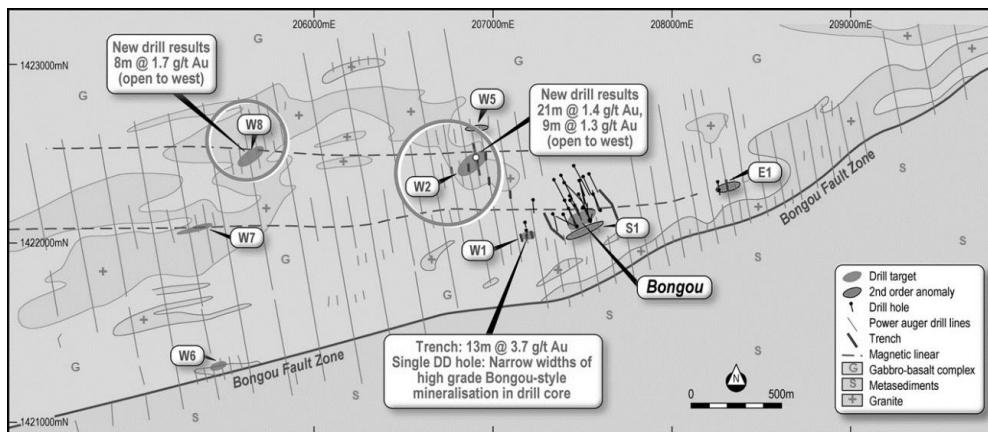 206000mE
207000mE
208000mE
209000mE
1423000mN
1422000mN
1421000mN
New drill results
8m @ 1.7 g/t Au
(open to west)
G
G
W8
W5
New drill results
21m @ 1.4 g/t Au,
9m @ 1.3 g/t Au
(open to west)
W2
G
E1
Bongou Fault Zone
W7
G
W1
S1
S
S
Bongou
G
S
Trench: 13m @ 3.7 g/t Au
Single DD hole: Narrow widths of
high grade Bongou-style
mineralisation in drill core
W6
Bongou Fault Zone
S
S
N
0
500m
Drill target
2nd order anomaly
Drill hole
Power auger drill lines
Trench
Magnetic linear
G Gabbro-basalt complex
S Metasediments
+ Granite